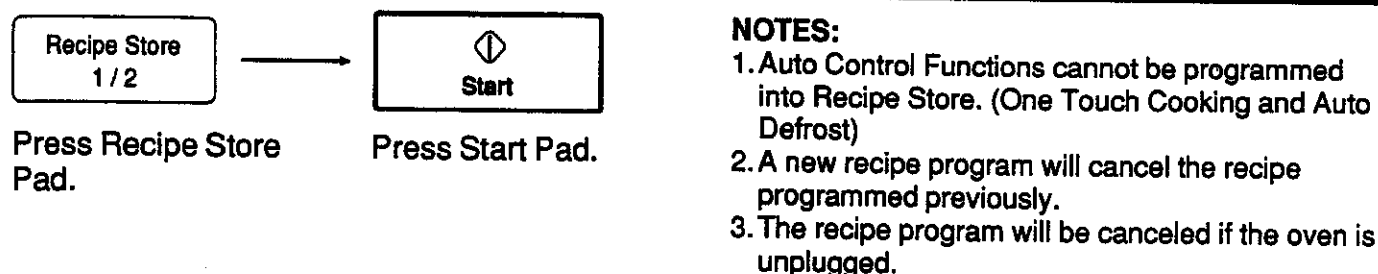 Recipe Store
1 / 2
Start
Press Recipe Store
Pad.
Press Start Pad.
NOTES:
1. Auto Control Functions cannot be programmed
into Recipe Store. (One Touch Cooking and Auto
Defrost)
2. A new recipe program will cancel the recipe
programmed previously.
3. The recipe program will be canceled if the oven is
unplugged.